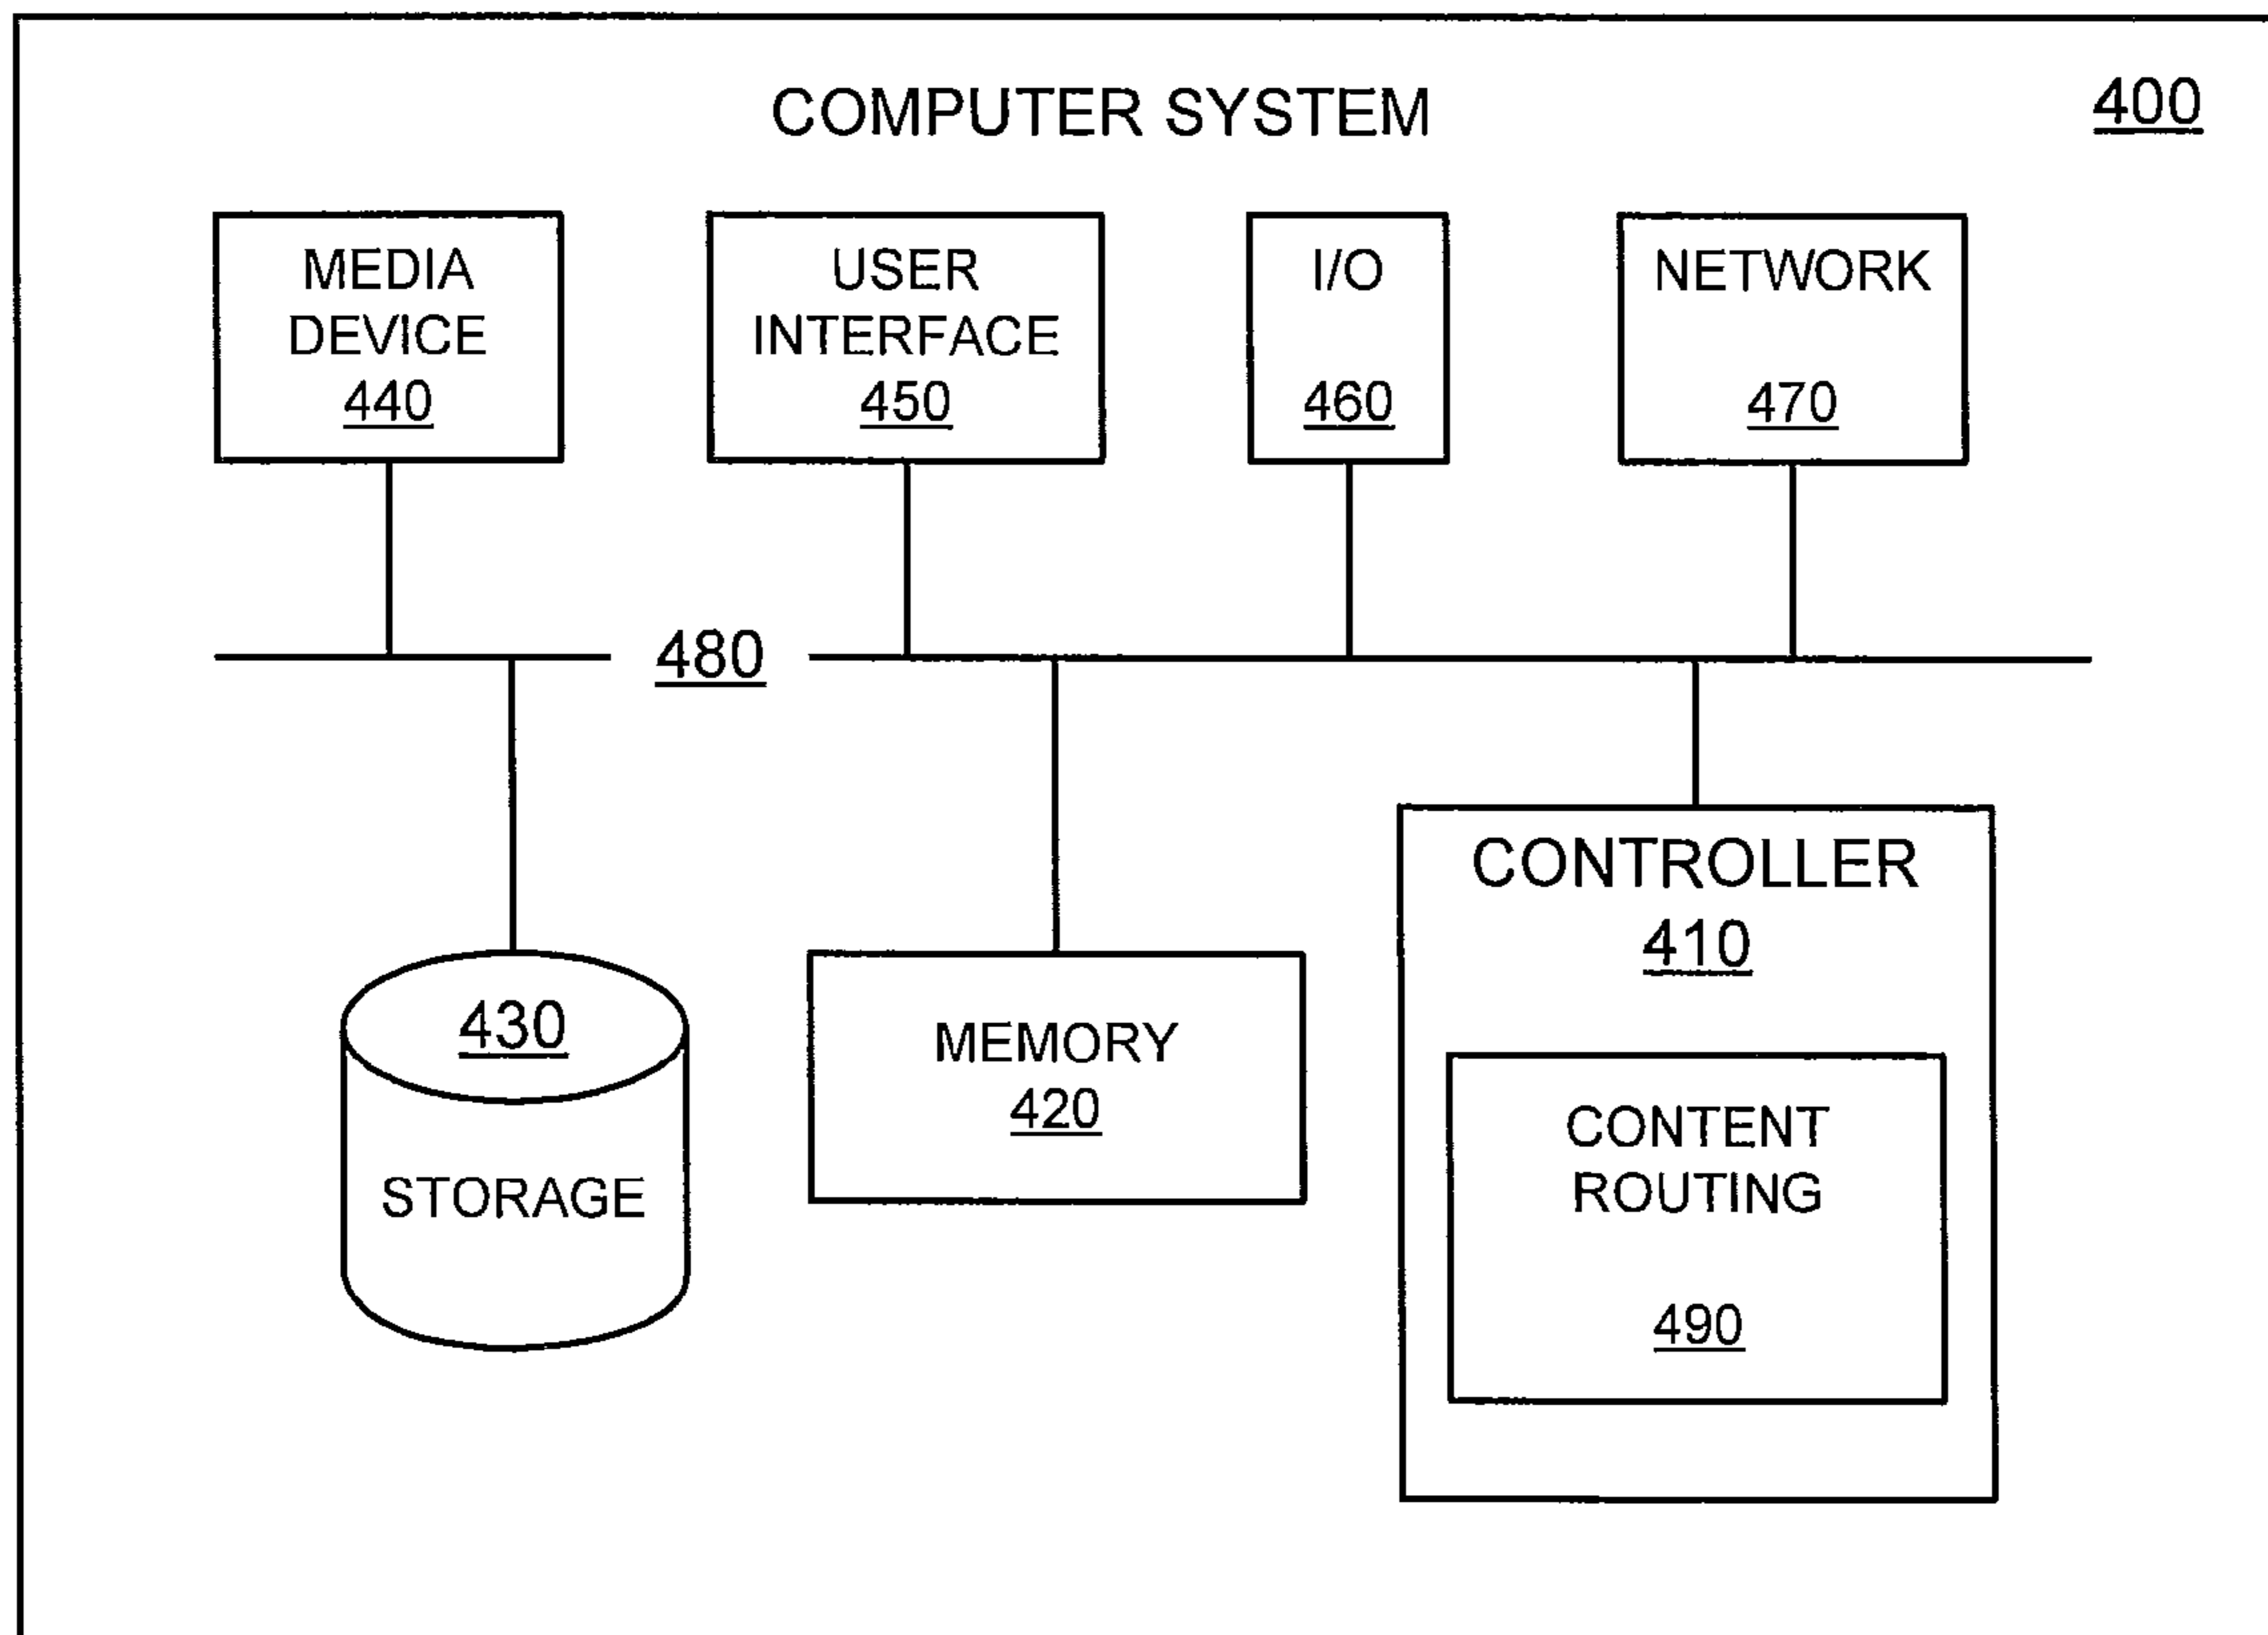 COMPUTER SYSTEM
400
MEDIA
DEVICE
440
USER
INTERFACE
450
I/O
460
NETWORK
470
480
430
STORAGE
MEMORY
420
CONTROLLER
410
CONTENT
ROUTING
490